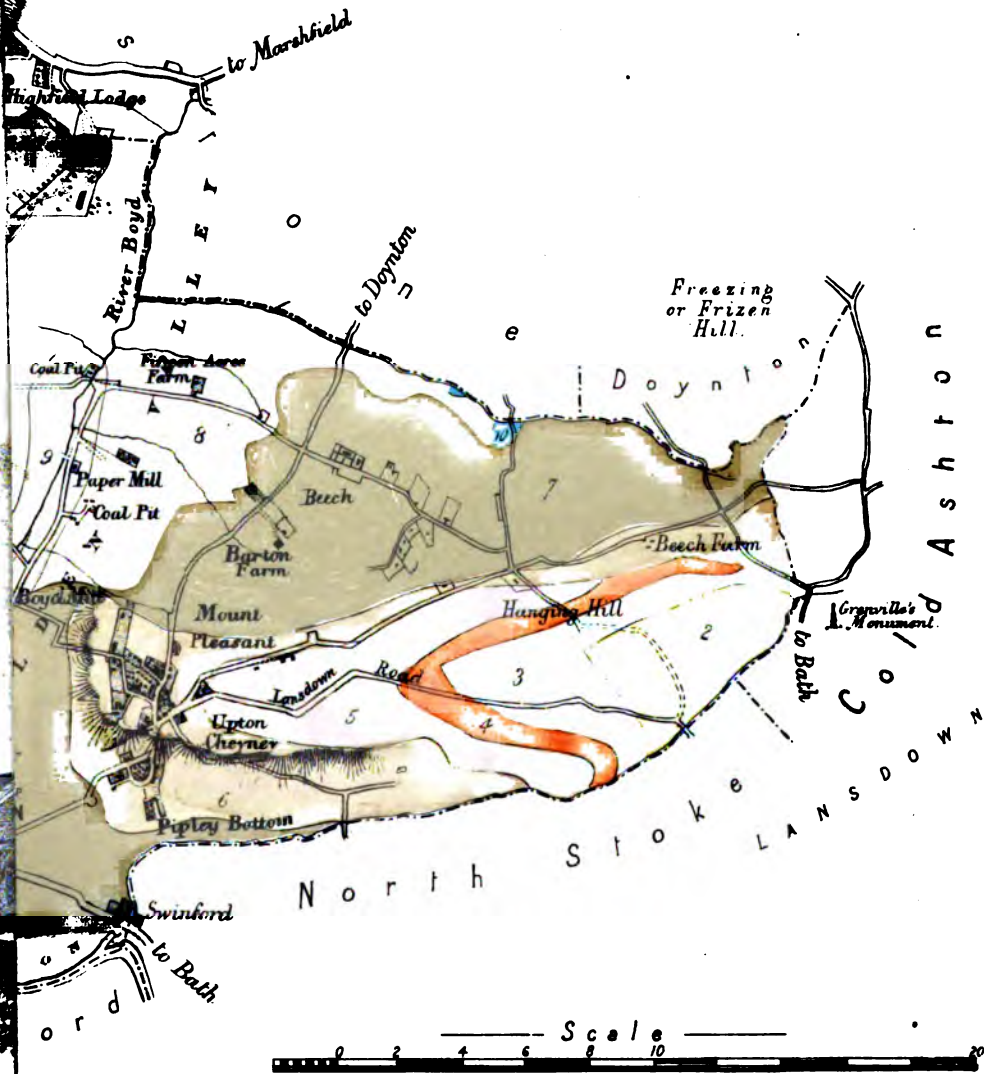 to Marshfield
Highfield Lodge
River Boyd
to Doynton
Freezing
or Frizen
Hill.
Doynton
Coal Pit
Fifteen Acres
Farm
8
9
10
7
Paper Mill
Coal Pit
Beech
Barton
Farm
Beech Farm
Mount
Pleasant
Hanging Hill
2
Granville's
Monument.
to Bath
Cold Ashton
Lansdown Road
3
5
4
Upton
Cheyney
6
Pipley Bottom
North Stoke
LANSDOWN
Swinford
to Bath
ord
Scale
0 2 4 6 8 10 20